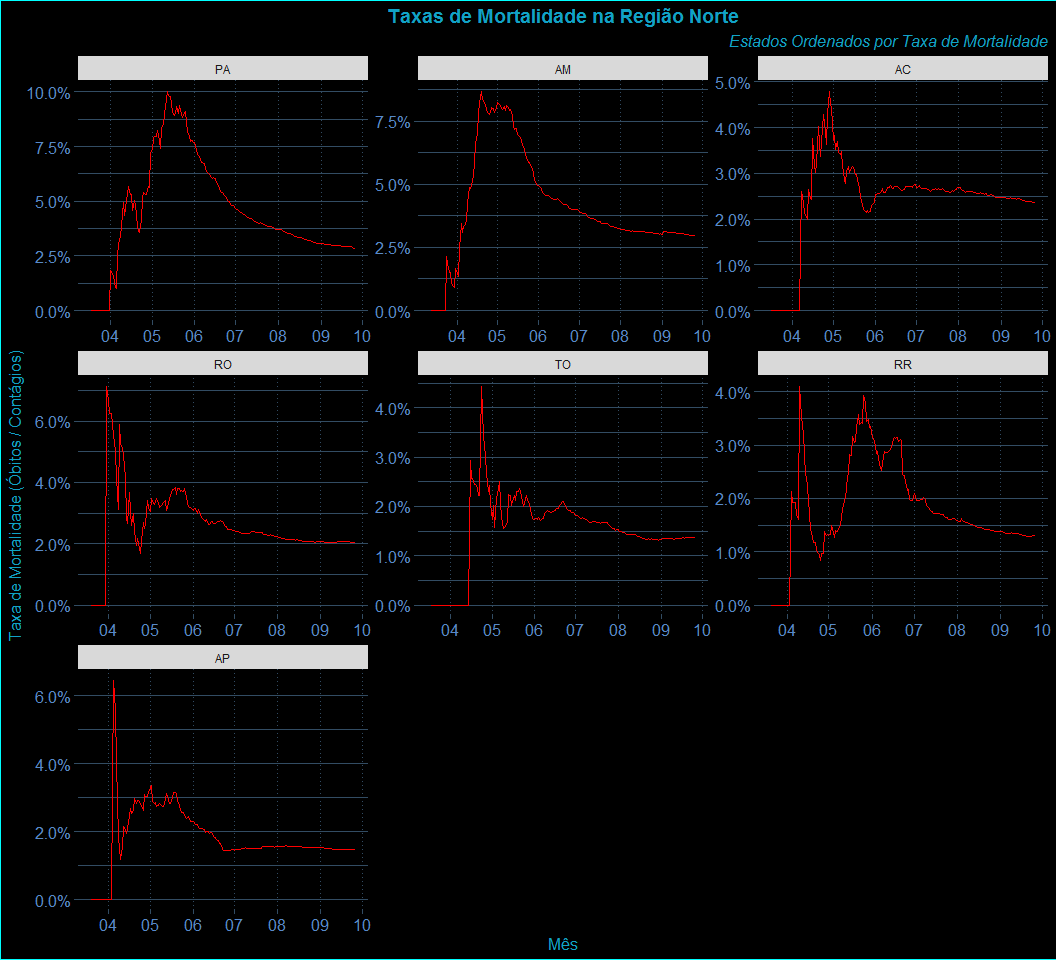 Taxas de Mortalidade na Região Norte
Estados Ordenados por Taxa de Mortalidade
Taxa de Mortalidade (Óbitos / Contágios)
PA
10.0%
7.5%
5.0%
2.5%
0.0%
04 05 06 07 08 09 10
AM
7.5%
5.0%
2.5%
0.0%
04 05 06 07 08 09 10
AC
5.0%
4.0%
3.0%
2.0%
1.0%
0.0%
04 05 06 07 08 09 10
RO
6.0%
4.0%
2.0%
0.0%
04 05 06 07 08 09 10
TO
4.0%
3.0%
2.0%
1.0%
0.0%
04 05 06 07 08 09 10
RR
4.0%
3.0%
2.0%
1.0%
0.0%
04 05 06 07 08 09 10
AP
6.0%
4.0%
2.0%
0.0%
04 05 06 07 08 09 10
Mês